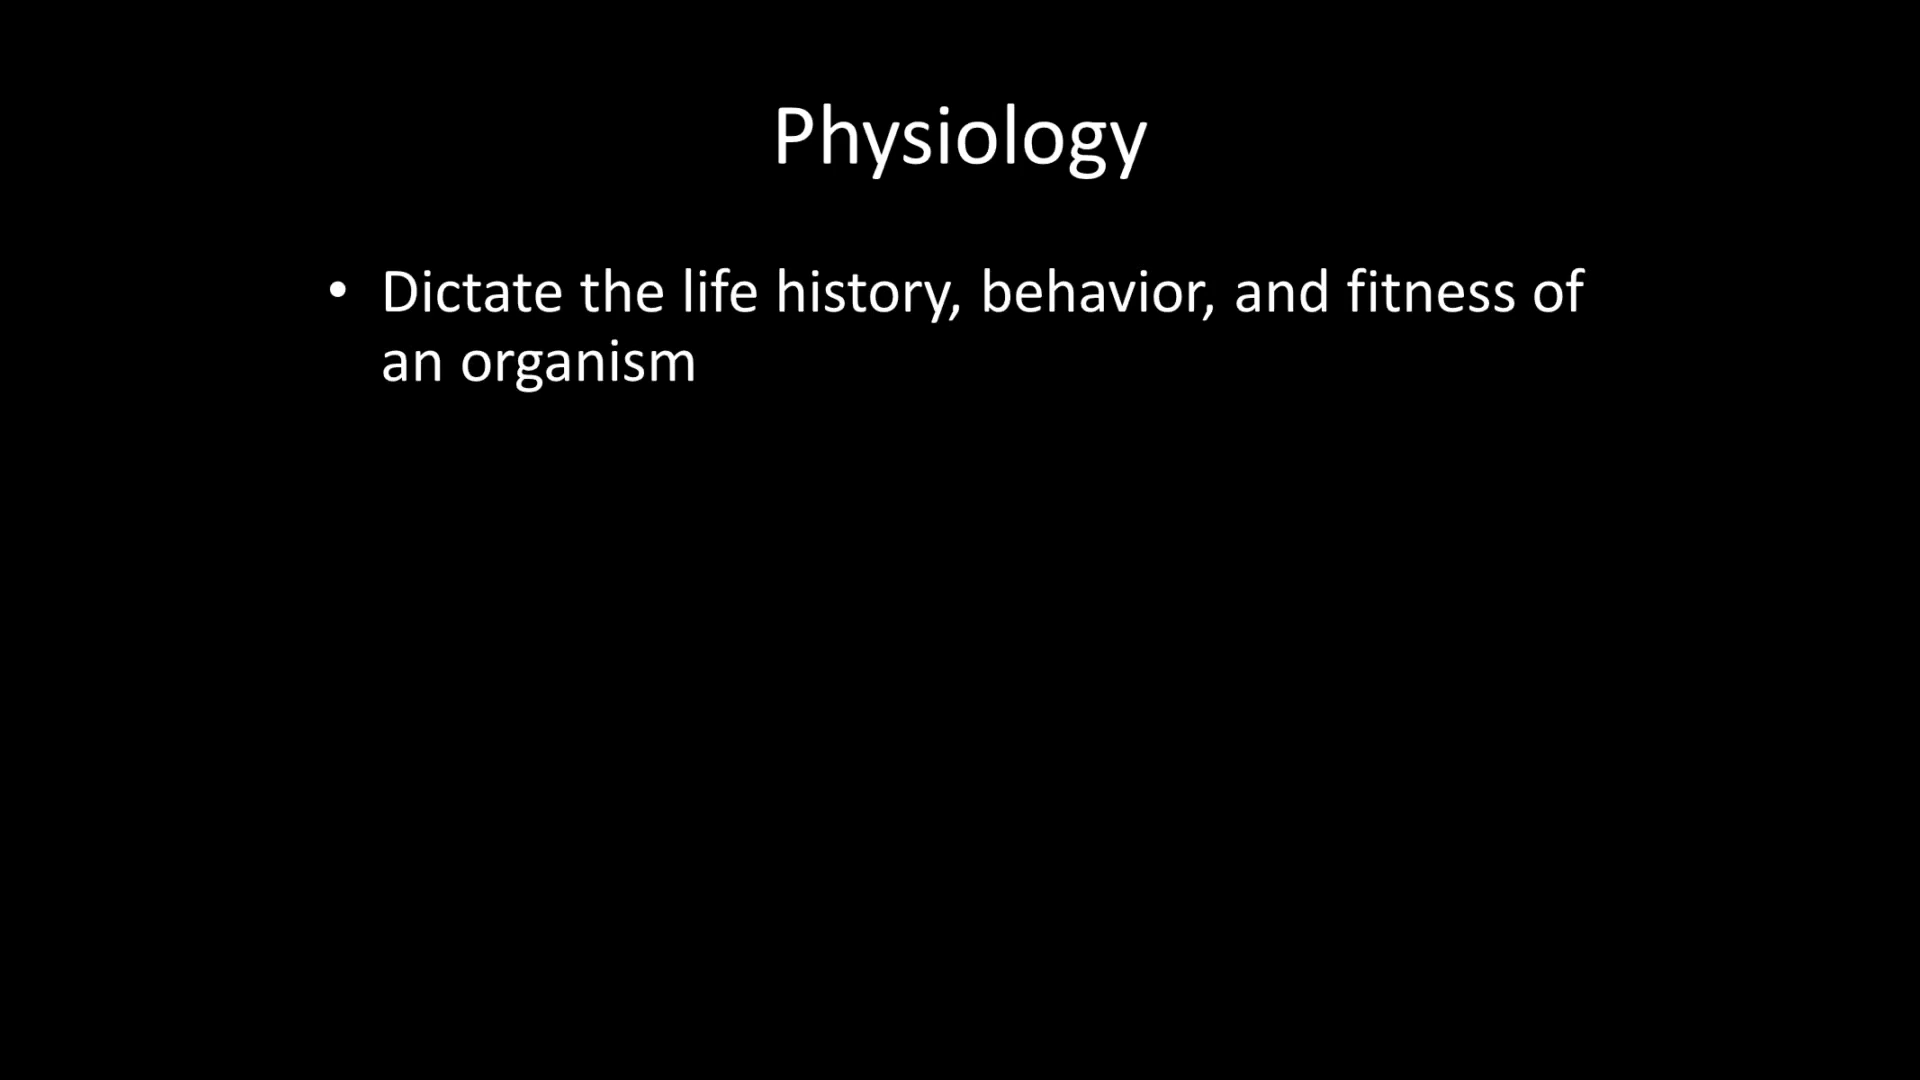 Physiology
• Dictate the life history, behavior, and fitness of
an organism